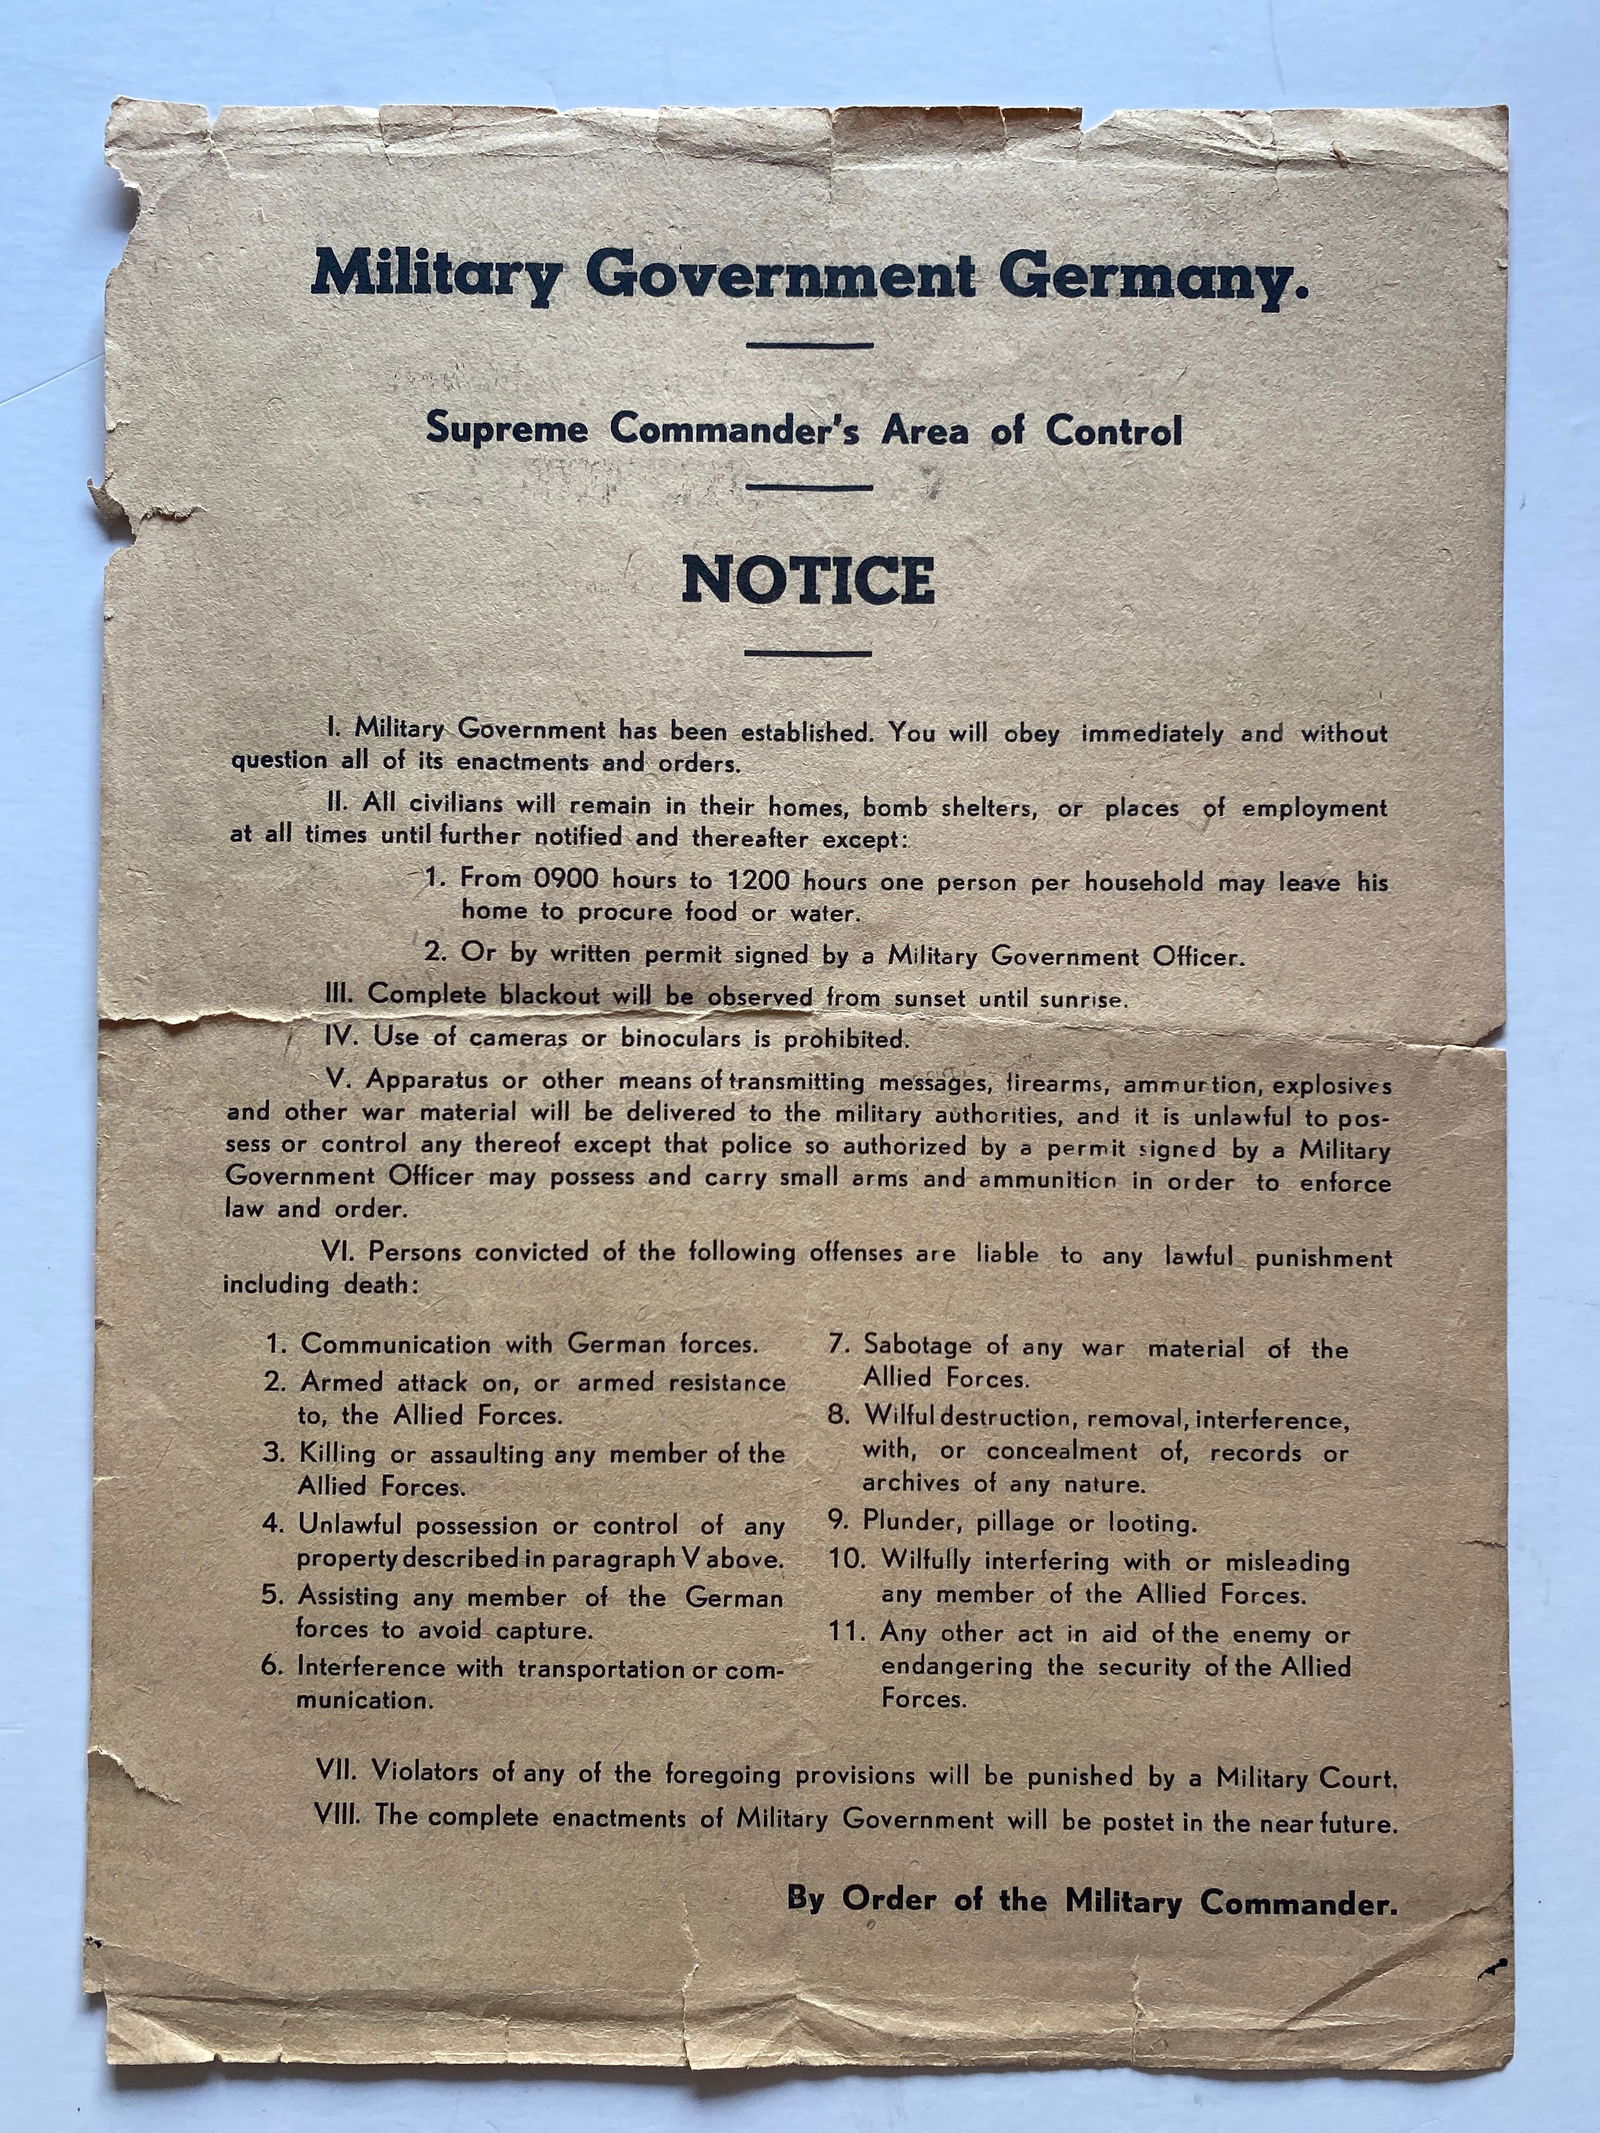 Military Government Germany.
Supreme Commander's Area of Control
NOTICE
I. Military Government has been established. You will obey immediately and without
question all of its enactments and orders.
II. All civilians will remain in their homes, bomb shelters, or places of employment
at all times until further notified and thereafter except:
1. From 0900 hours to 1200 hours one person per household may leave his
home to procure food or water.
2. Or by written permit signed by a Military Government Officer.
III. Complete blackout will be observed from sunset until sunrise.
IV. Use of cameras or binoculars is prohibited.
V. Apparatus or other means of transmitting messages, firearms, ammurtion, explosives
and other war material will be delivered to the military authorities, and it is unlawful to pos-
sess or control any thereof except that police so authorized by a permit signed by a Military
Government Officer may possess and carry small arms and ammunition in order to enforce
law and order.
VI. Persons convicted of the following offenses are liable to any lawful punishment
including death:
1. Communication with German forces.
2. Armed attack on, or armed resistance
to, the Allied Forces.
3. Killing or assaulting any member of the
Allied Forces.
4. Unlawful possession or control of any
property described in paragraph V above.
5. Assisting any member of the German
forces to avoid capture.
6. Interference with transportation or com-
munication.
7. Sabotage of any war material of the
Allied Forces.
8. Wilful destruction, removal, interference,
with, or concealment of, records or
archives of any nature.
9. Plunder, pillage or looting.
10. Wilfully interfering with or misleading
any member of the Allied Forces.
11. Any other act in aid of the enemy or
endangering the security of the Allied
Forces.
VII. Violators of any of the foregoing provisions will be punished by a Military Court.
VIII. The complete enactments of Military Government will be postet in the near future.
By Order of the Military Commander.